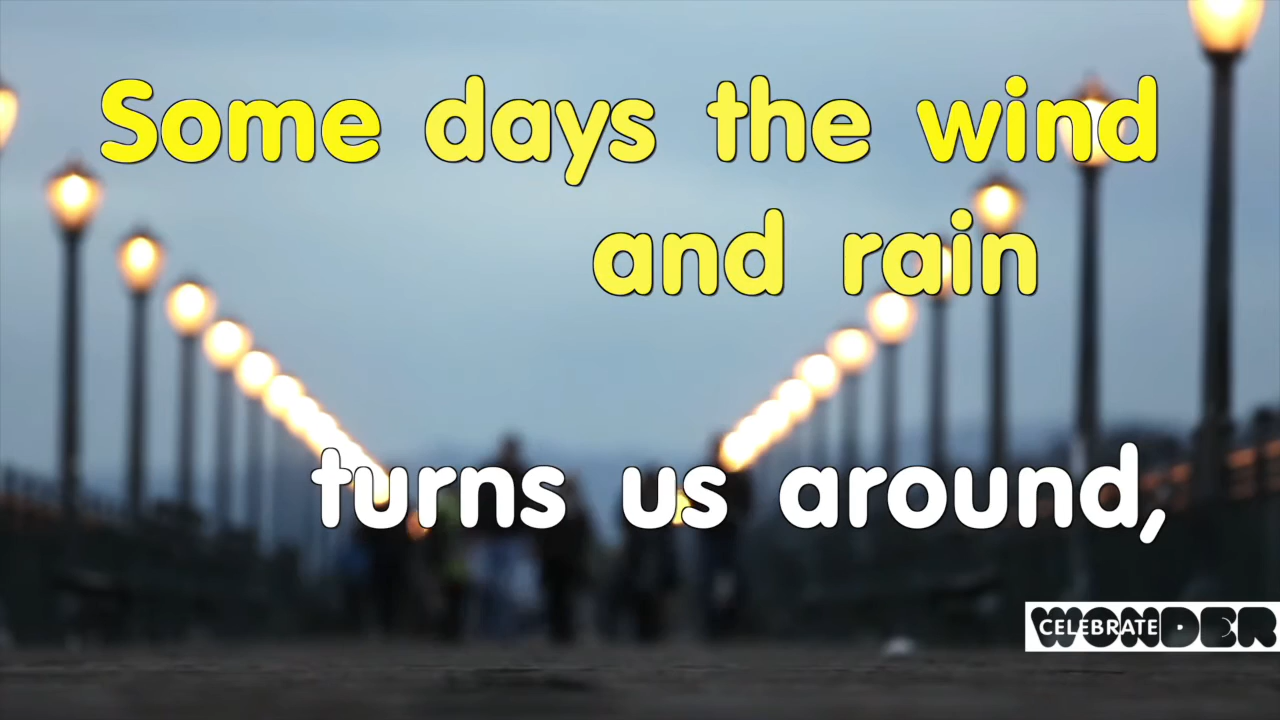 Some days the wind
and rain
turns us around,
CELEBRATE WONDER